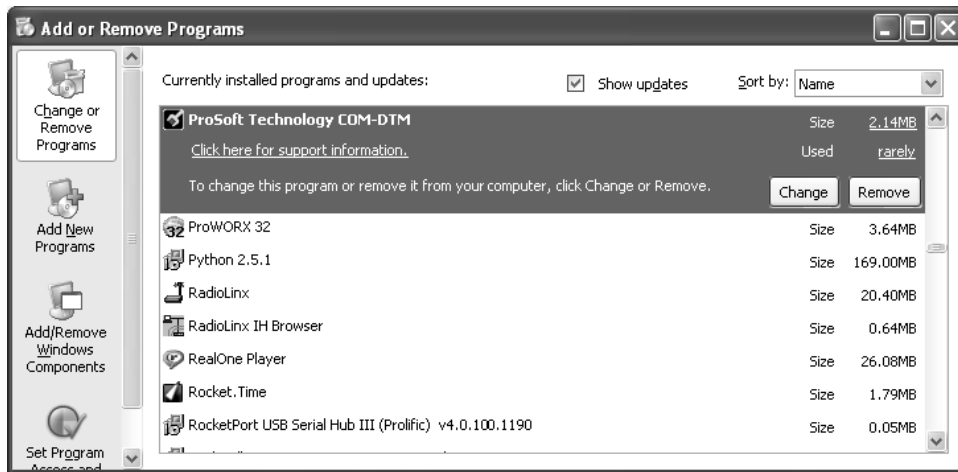 Add or Remove Programs
Change or
Remove
Programs
Add New
Programs
Add/Remove
Windows
Components
Set Program
Access and
Currently installed programs and updates:
Show updates
Sort by: Name
ProSoft Technology COM-DTM Size 2.14MB
Click here for support information. Used rarely
To change this program or remove it from your computer, click Change or Remove. Change Remove
32 ProWORX 32 Size 3.64MB
Python 2.5.1 Size 169.00MB
RadioLinx Size 20.40MB
RadioLinx IH Browser Size 0.64MB
RealOne Player Size 26.08MB
Rocket.Time Size 1.79MB
RocketPort USB Serial Hub III (Prolific) v4.0.100.1190 Size 0.05MB